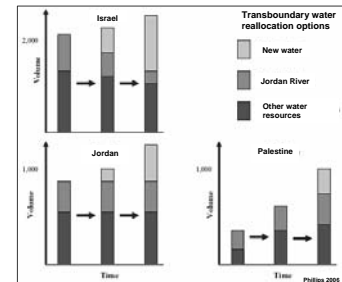 Israel
2,000
Volume
Transboundary water
reallocation options
New water
Jordan River
Other water
resources
Jordan
1,000
Volume
Time
Palestine
1,000
Volume
Time
Phillips 2006